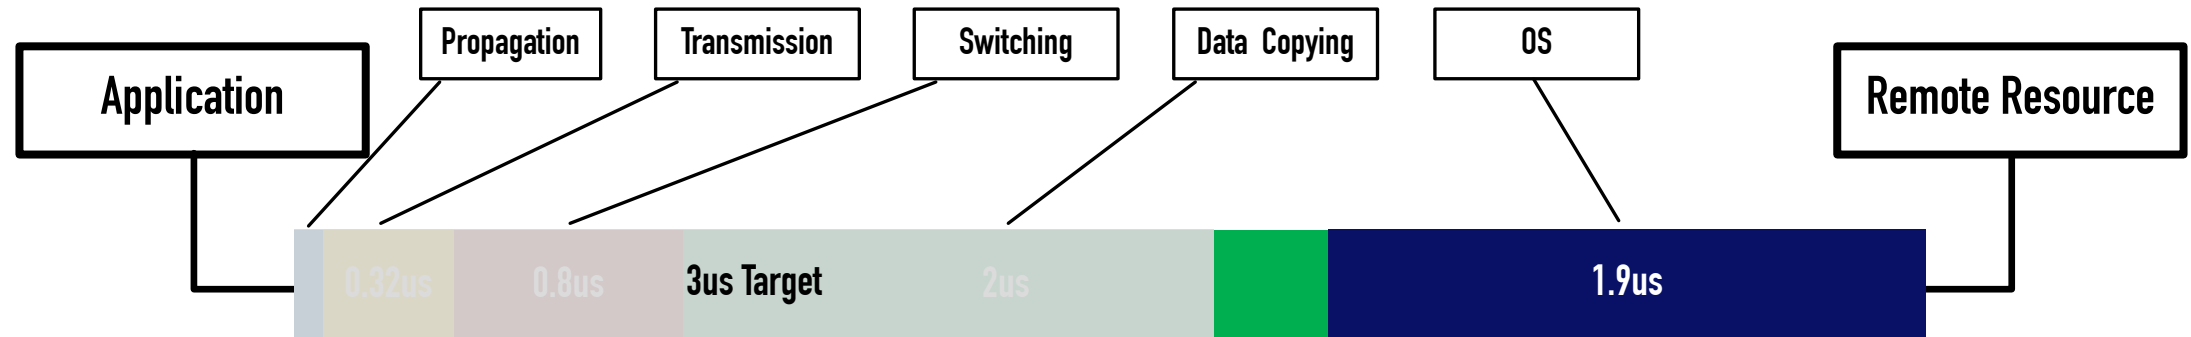 Propagation
Transmission
Switching
Data Copying
OS
Application
Remote Resource
0.32us
0.8us
3us Target
2us
1.9us